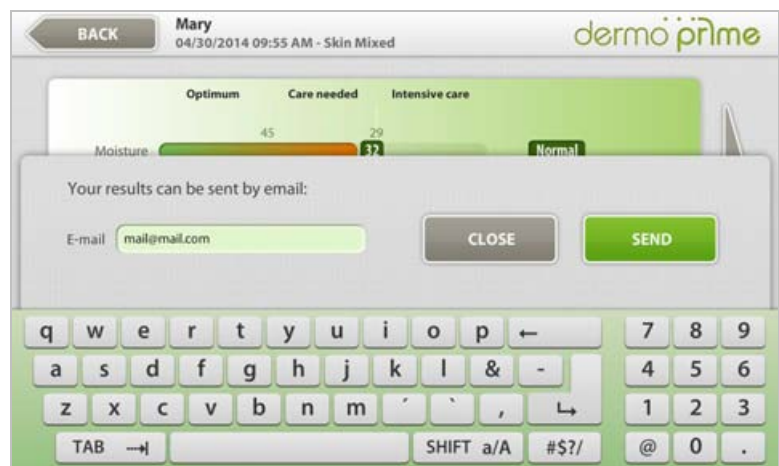 BACK
Mary
04/30/2014 09:55 AM - Skin Mixed
dermo prime
Optimum Care needed Intensive care
45 29
Moisture 32 Normal
Your results can be sent by email:
E-mail mail@mail.com CLOSE SEND
q w e r t y u i o p ← 7 8 9
a s d f g h j k l & - 4 5 6
z x c v b n m ´ ` , ↵ 1 2 3
TAB SHIFT a/A #$?/ @ 0 .